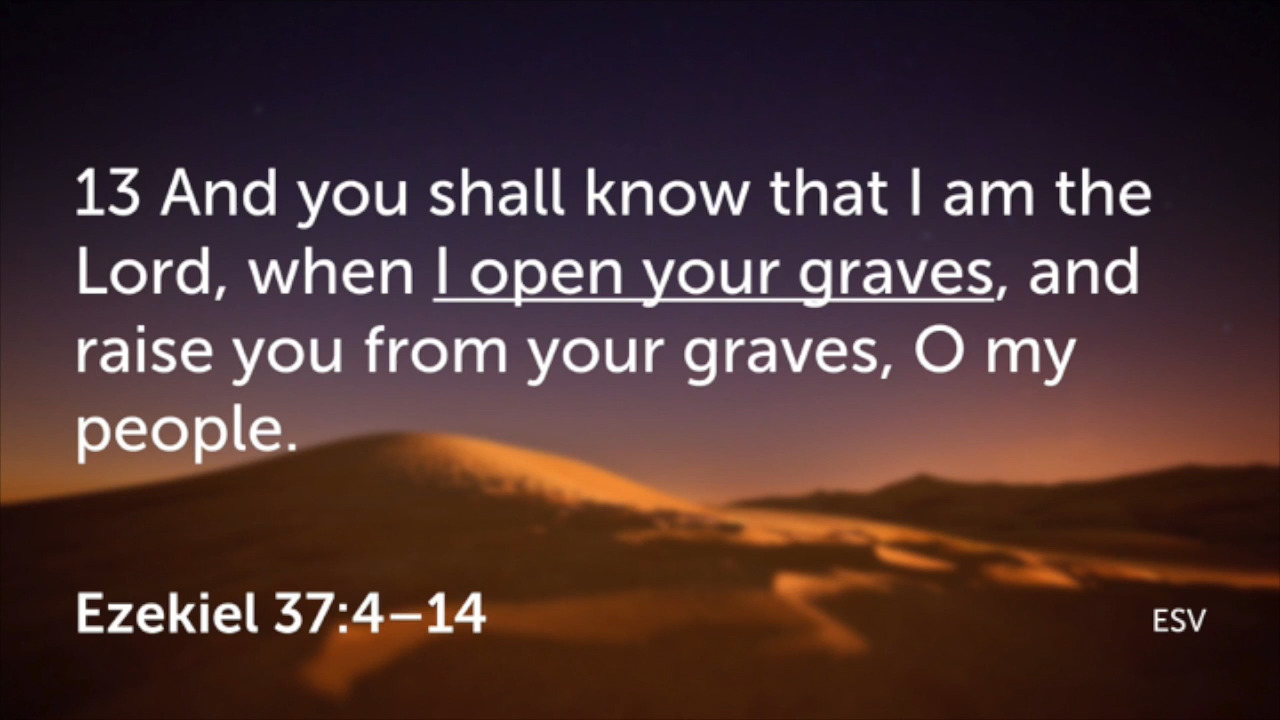 13 And you shall know that I am the
Lord, when I open your graves, and
raise you from your graves, O my
people.
Ezekiel 37:4–14
ESV